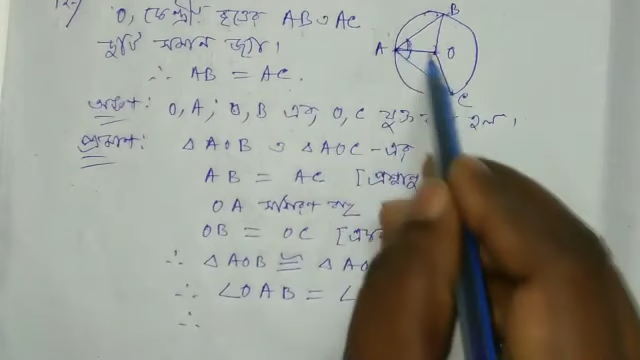 O, কেন্দ্রীয় বৃত্তের AB ও AC
দুটি সমান জ্যা।
∴ AB = AC.
অঙ্কন: O, A; O, B এবং O, C যুক্ত হল।
প্রমাণ: Δ AOB ও Δ AOC-এর
AB = AC
OA সাধারণ বাহু
OB = OC
∴ Δ AOB ≅ Δ AO
∴ ∠OAB = ∠
∴
A
B
O
C